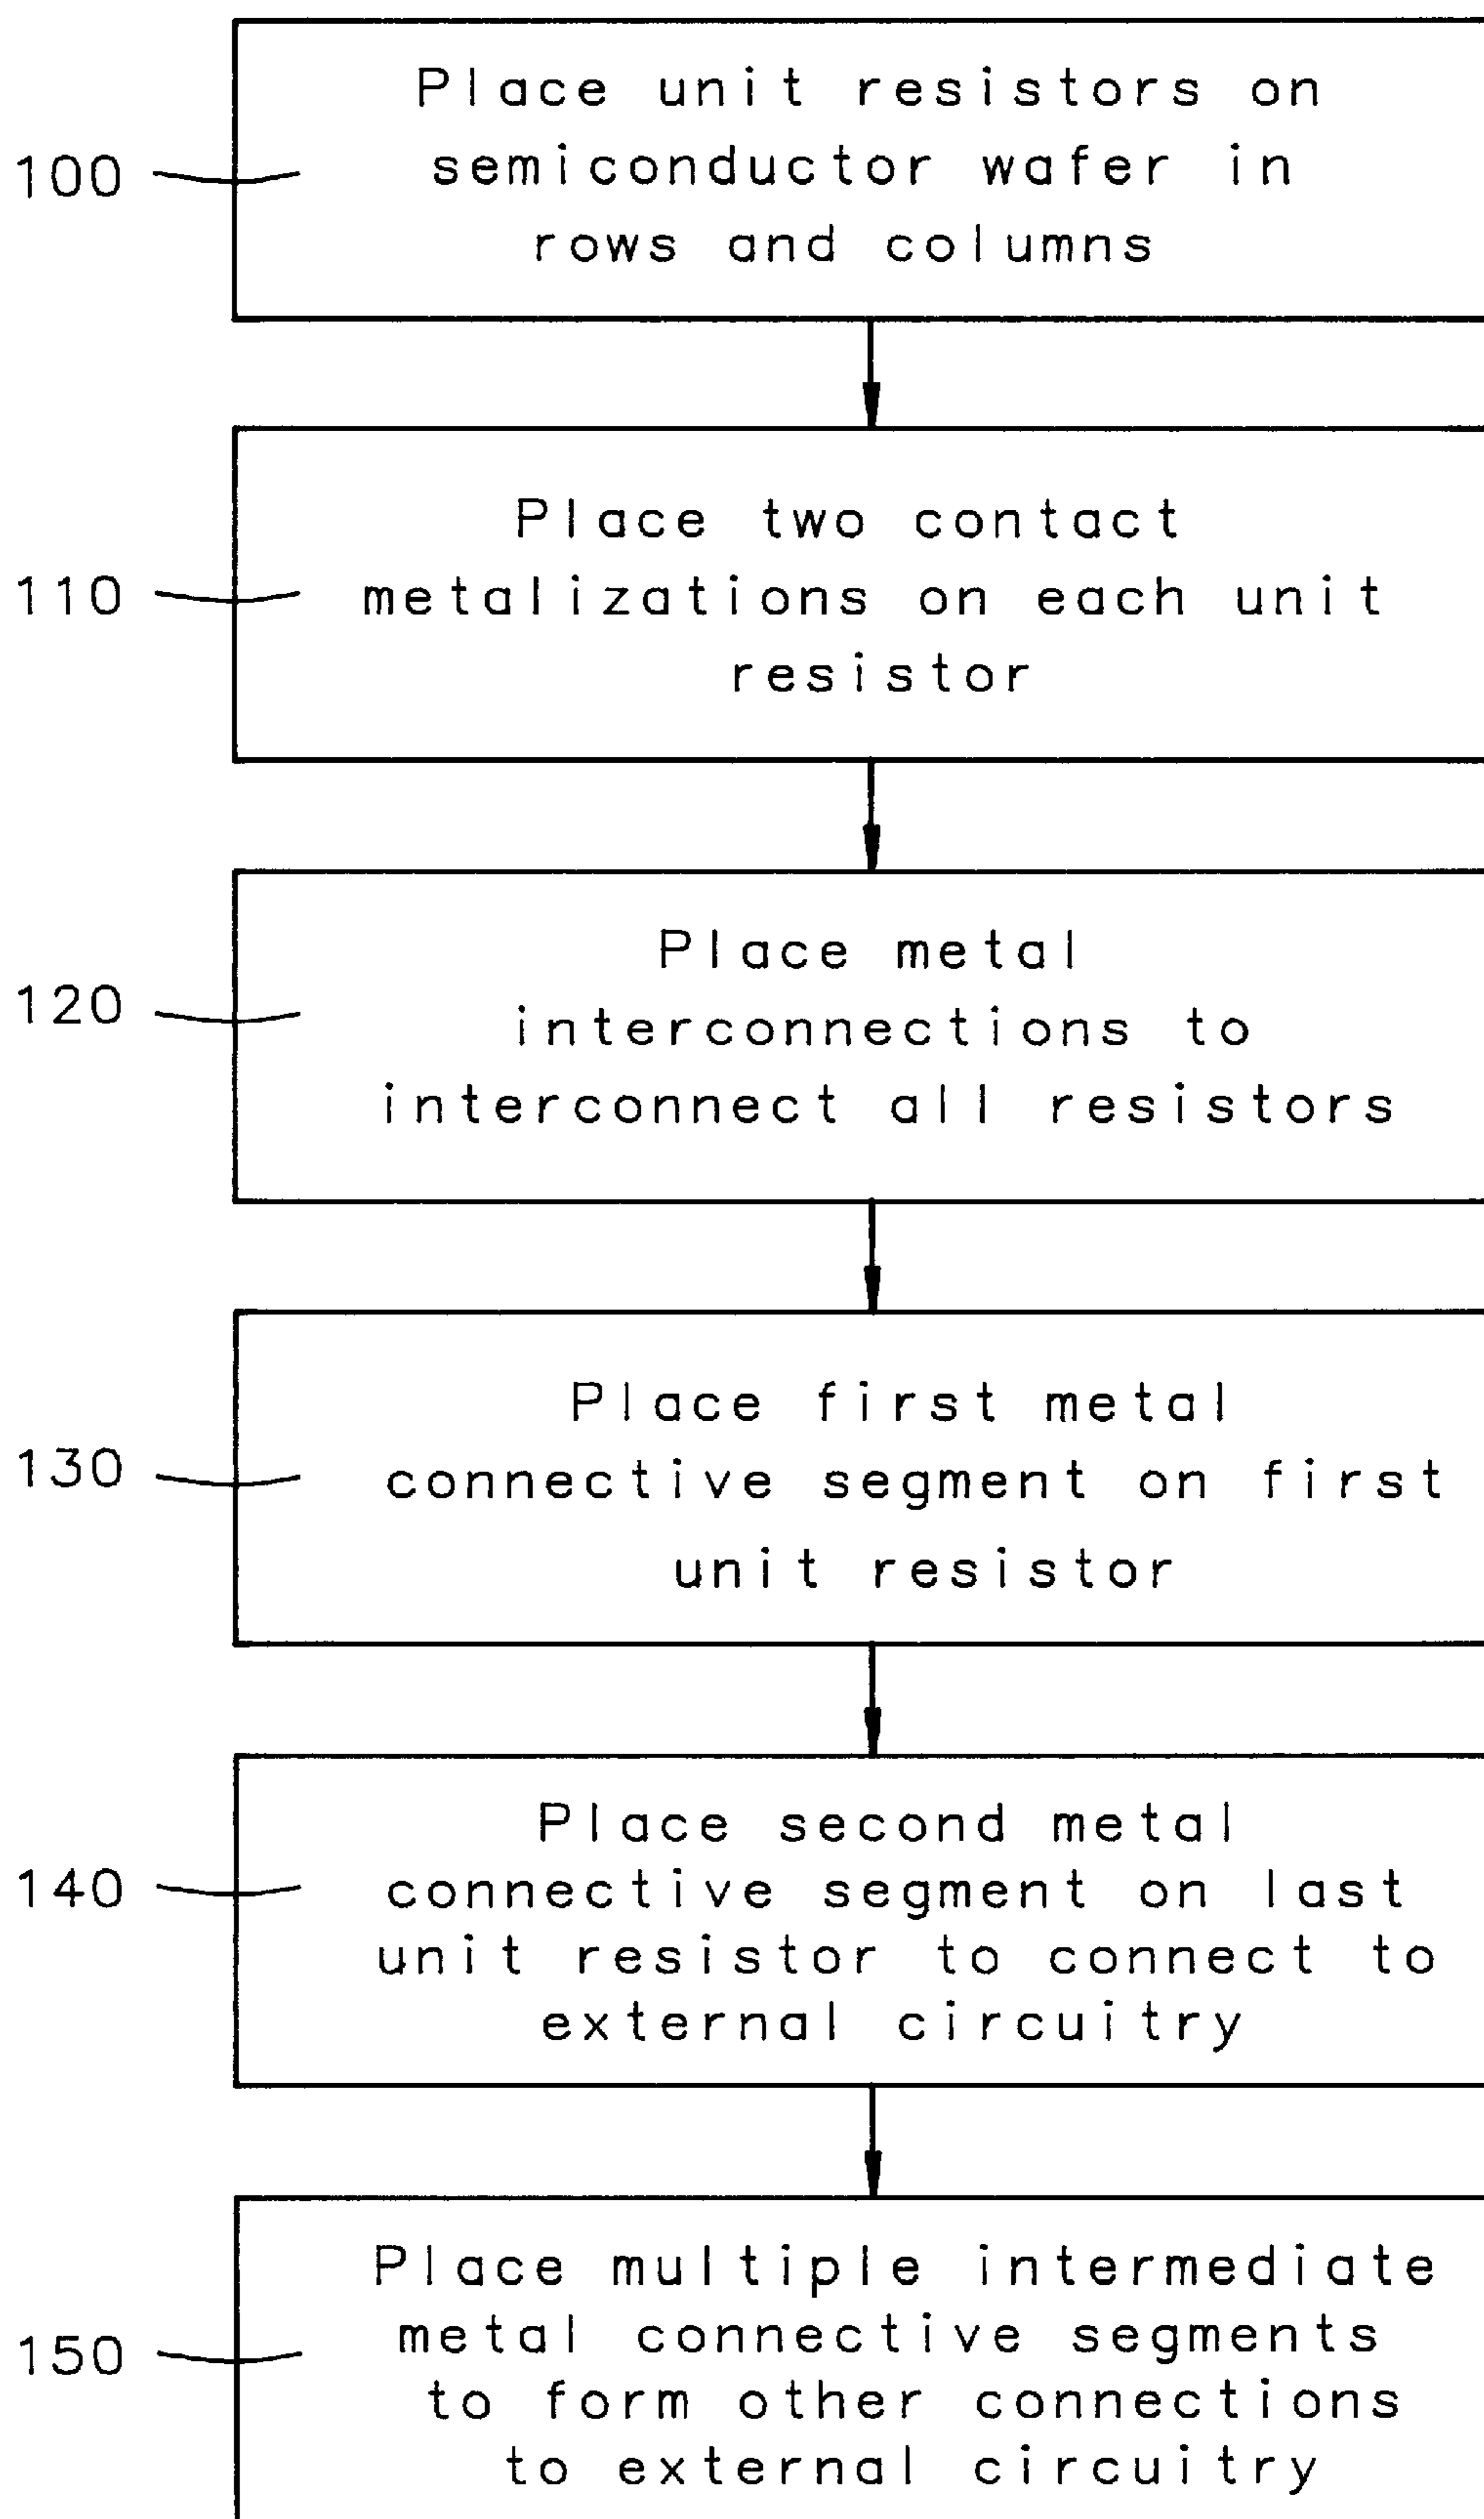 Place unit resistors on
100
semiconductor wafer in
rows and columns
Place two contact
110
metalizations on each unit
resistor
Place metal
120
interconnections to
interconnect all resistors
Place first metal
130
connective segment on first
unit resistor
Place second metal
140
connective segment on last
unit resistor to connect to
external circuitry
Place multiple intermediate
150
metal connective segments
to form other connections
to external circuitry